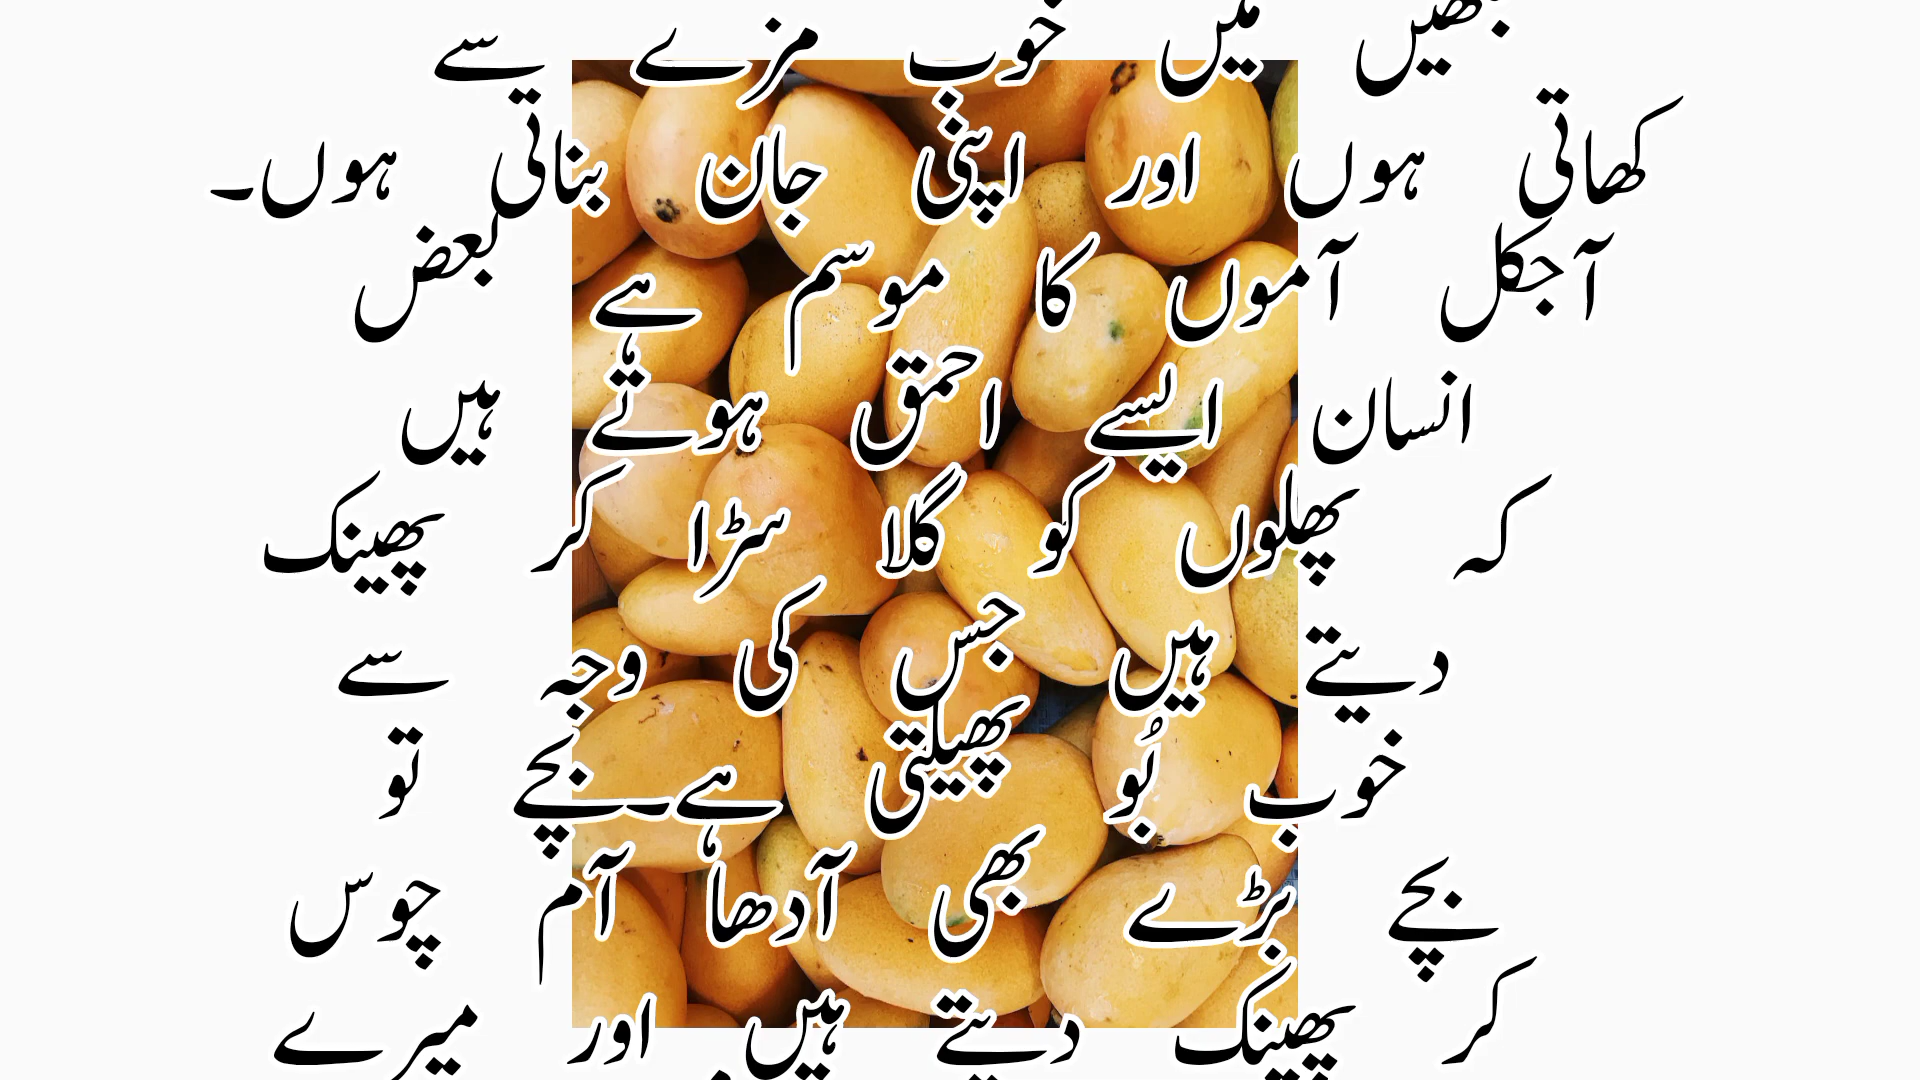 میں خوب مزے سے
کھاتی ہوں اور اپنی جان بناتی ہوں۔
آجکل آموں کا موسم ہے بعض
انسان ایسے احمق ہوتے ہیں
کہ پھلوں کو گلا سڑا کر پھینک
دیتے ہیں جس کی وجہ سے
خوب بُو پھیلتی ہے۔بچے تو
بچے بڑے بھی آدھا آم چوس
کر پھینک دیتے ہیں اور میرے